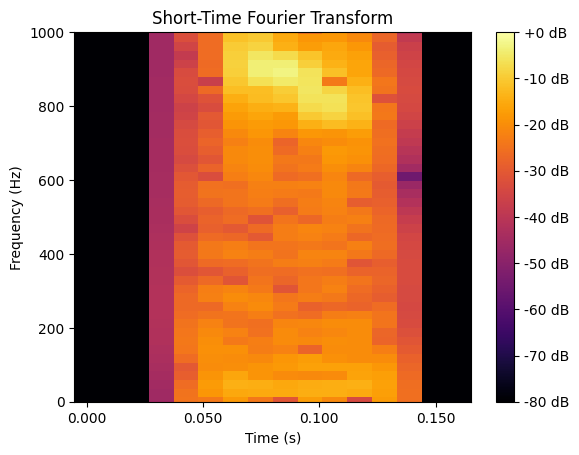 Short-Time Fourier Transform
1000
800
600
400
200
0
Frequency (Hz)
0.000
0.050
0.100
0.150
Time (s)
+0 dB
-10 dB
-20 dB
-30 dB
-40 dB
-50 dB
-60 dB
-70 dB
-80 dB